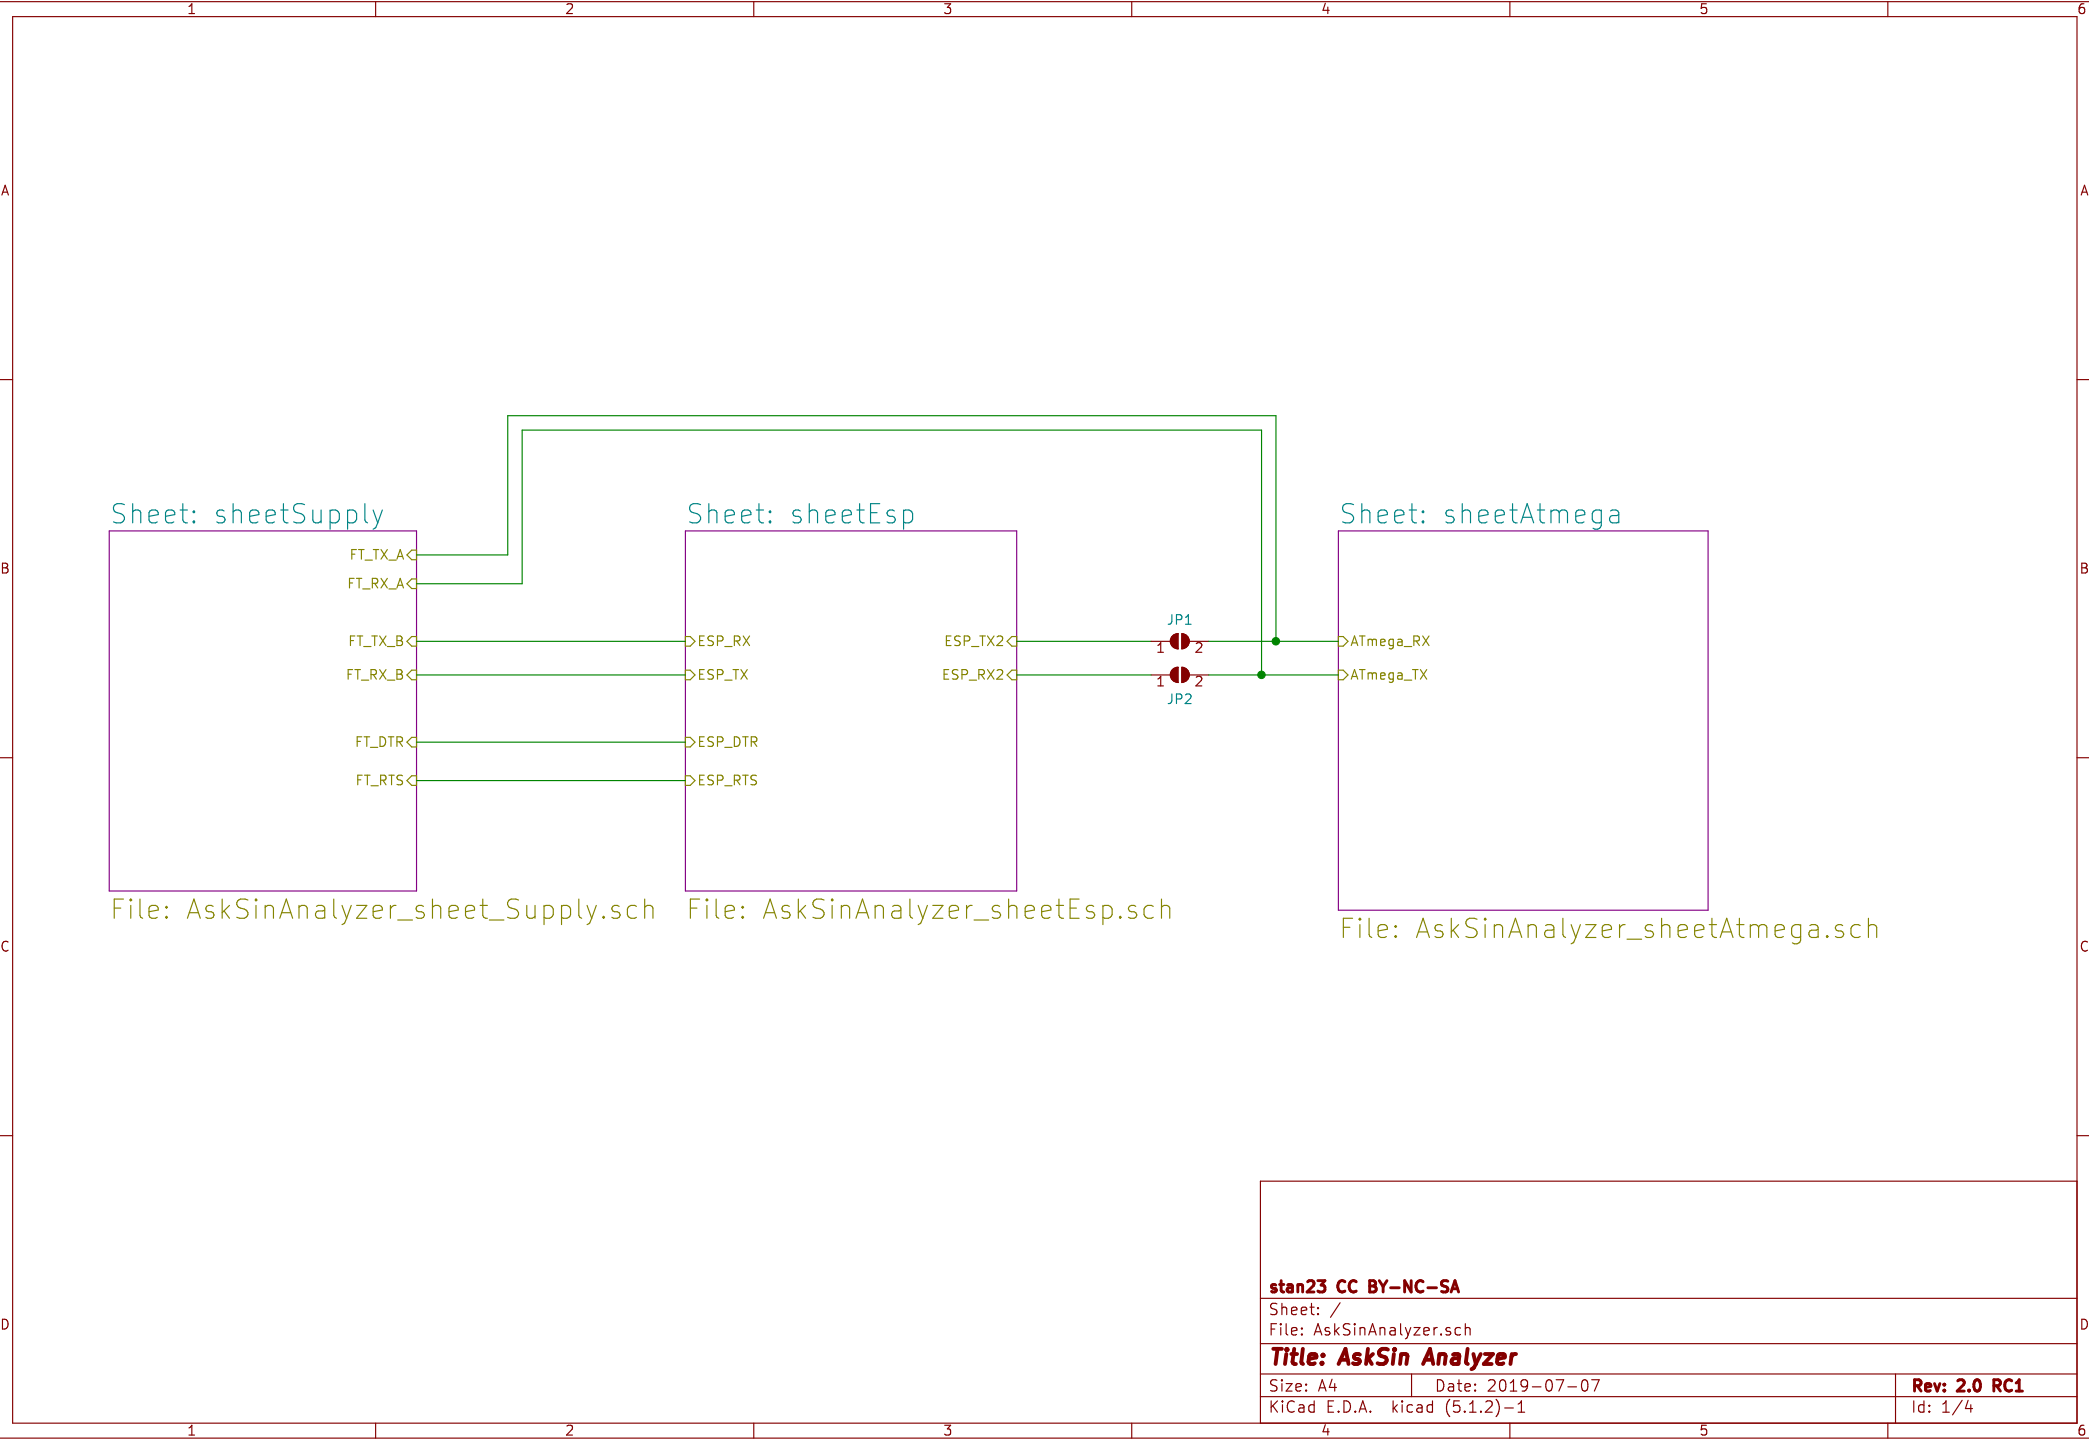 1 2 3 4 5 6
A A
Sheet: sheetSupply
Sheet: sheetEsp
Sheet: sheetAtmega
FT_TX_A
B B
FT_RX_A
JP1
FT_TX_B ESP_RX ESP_TX2 1 2 ATmega_RX
FT_RX_B ESP_TX ESP_RX2 1 2 ATmega_TX
JP2
FT_DTR ESP_DTR
FT_RTS ESP_RTS
File: AskSinAnalyzer_sheet_Supply.sch
File: AskSinAnalyzer_sheetEsp.sch
File: AskSinAnalyzer_sheetAtmega.sch
C C
stan23 CC BY-NC-SA
Sheet: /
D D
File: AskSinAnalyzer.sch
Title: AskSin Analyzer
Size: A4 Date: 2019-07-07 Rev: 2.0 RC1
KiCad E.D.A. kicad (5.1.2)-1 Id: 1/4
1 2 3 4 5 6